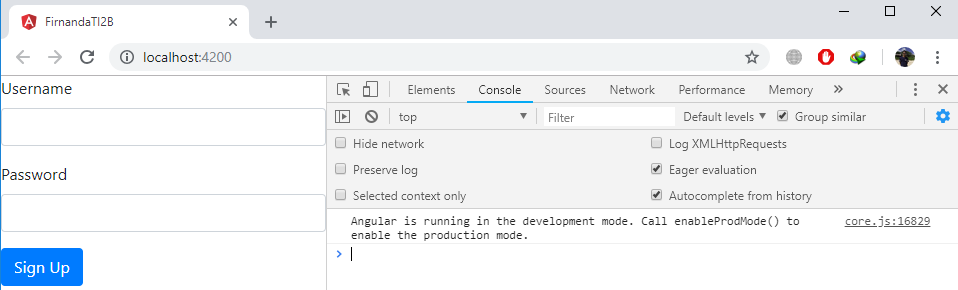 FirnandaTI2B
localhost:4200
Username
Password
Sign Up
Elements Console Sources Network Performance Memory
top Filter Default levels Group similar
Hide network Log XMLHttpRequests
Preserve log Eager evaluation
Selected context only Autocomplete from history
Angular is running in the development mode. Call enableProdMode() to core.js:16829
enable the production mode.